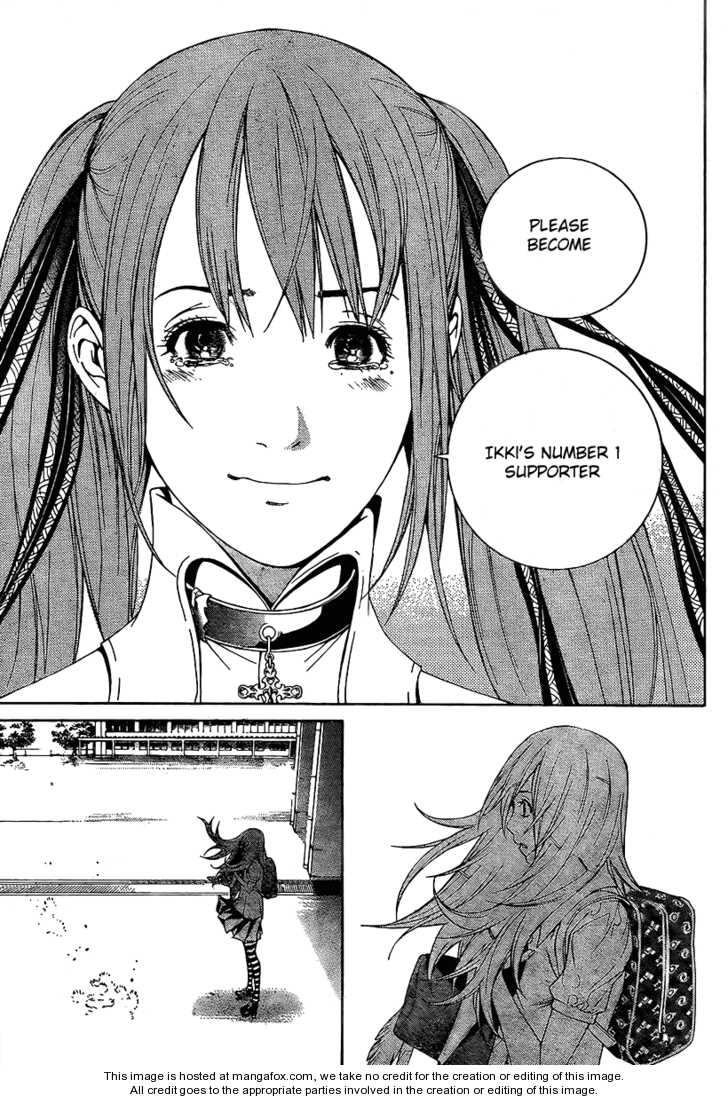 PLEASE
BECOME
IKKI'S NUMBER 1
SUPPORTER
This image is hosted at mangafox.com, we take no credit for the creation or editing of this image.
All credit goes to the appropriate parties involved in the creation or editing of this image.